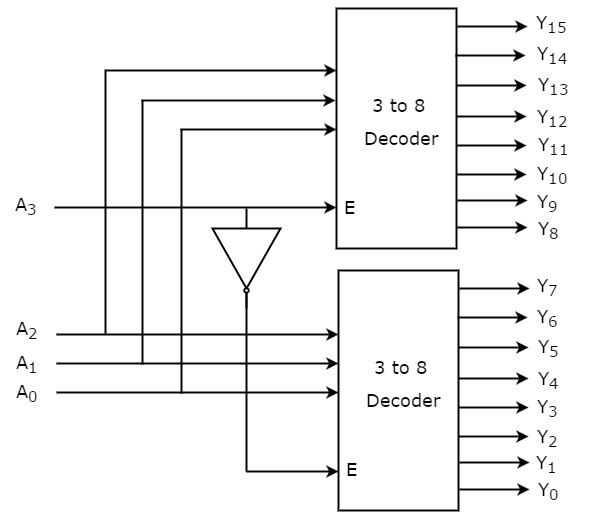 Y15
Y14
Y13
3 to 8
Y12
Decoder
Y11
Y10
A3
E
Y9
Y8
Y7
Y6
A2
Y5
A1
3 to 8
Y4
A0
Decoder
Y3
Y2
E
Y1
Y0